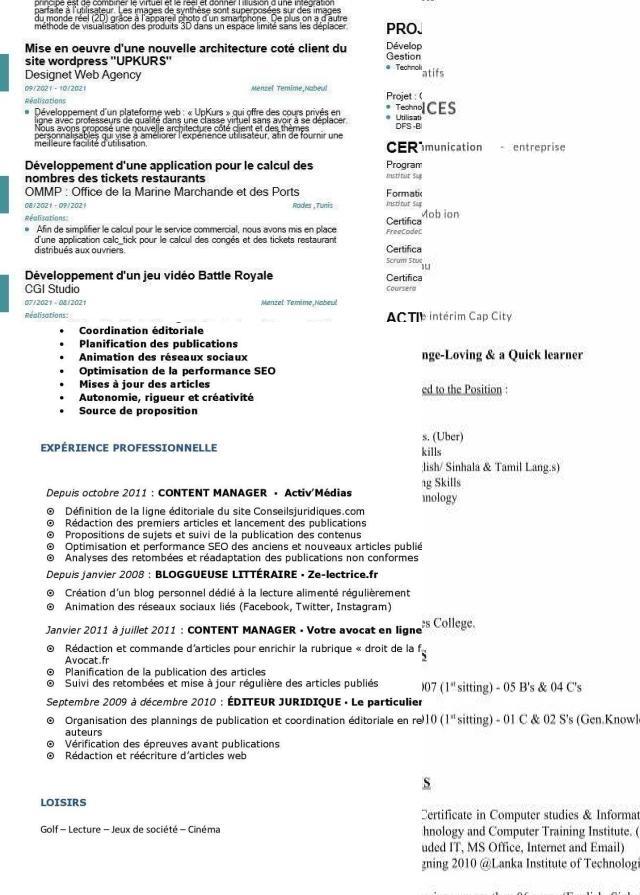 principe est de combiner le virtuel et le réel et donner l'illusion d'une intégration
parfaite à l'utilisateur. Les images de synthèse sont superposées sur des images
du monde réel (2D) grâce à l'appareil photo d'un smartphone. De plus on a d'autre
méthode de visualisation des produits 3D dans un espace limité sans les déplacer.
Mise en oeuvre d'une nouvelle architecture coté client du
site wordpress "UPKURS"
Designet Web Agency
09/2021 - 10/2021 Menzel Temime,Nabeul
Réalisations
Développement d'un plateforme web : « UpKurs » qui offre des cours privés en
ligne avec professeurs de qualité dans une classe virtuel sans avoir à se déplacer.
Nous avons proposé une nouvelle architecture côté client et des thèmes
personnalisables qui vise à améliorer l'expérience utilisateur, afin de fournir une
meilleure facilité d'utilisation.
Développement d'une application pour le calcul des
nombres des tickets restaurants
OMMP : Office de la Marine Marchande et des Ports
08/2021 - 09/2021 Rades ,Tunis
Réalisations:
Afin de simplifier le calcul pour le service commercial, nous avons mis en place
d'une application calc_tick pour le calcul des congés et des tickets restaurant
distribués aux ouvriers.
Développement d'un jeu vidéo Battle Royale
CGI Studio
07/2021 - 08/2021 Menzel Temime,Nabeul
Réalisations:
PROJ
Dévelop
Gestion
Technol
Projet : 
Techno
Utilisati
DFS -B
CERT
Program
Institut Sup
Formatio
Institut Sup
Certifica
FreeCodeC
Certifica
Scrum Stud
Certifica
Coursera
ACTI
atifs
ICES
mmunication - entreprise
Mob ion
nu
e intérim Cap City
• Coordination éditoriale
• Planification des publications
• Animation des réseaux sociaux
• Optimisation de la performance SEO
• Mises à jour des articles
• Autonomie, rigueur et créativité
• Source de proposition
EXPÉRIENCE PROFESSIONNELLE
Depuis octobre 2011 : CONTENT MANAGER • Activ'Médias
Définition de la ligne éditoriale du site Conseilsjuridiques.com
Rédaction des premiers articles et lancement des publications
Propositions de sujets et suivi de la publication des contenus
Optimisation et performance SEO des anciens et nouveaux articles publié
Analyses des retombées et réadaptation des publications non conformes
Depuis janvier 2008 : BLOGGUEUSE LITTÉRAIRE • Ze-lectrice.fr
Création d'un blog personnel dédié à la lecture alimenté régulièrement
Animation des réseaux sociaux liés (Facebook, Twitter, Instagram)
Janvier 2011 à juillet 2011 : CONTENT MANAGER • Votre avocat en ligne
Rédaction et commande d'articles pour enrichir la rubrique « droit de la f
Avocat.fr
Planification de la publication des articles
Suivi des retombées et mise à jour régulière des articles publiés
Septembre 2009 à décembre 2010 : ÉDITEUR JURIDIQUE • Le particulier
Organisation des plannings de publication et coordination éditoriale en re
auteurs
Vérification des épreuves avant publications
Rédaction et réécriture d'articles web
LOISIRS
Golf – Lecture – Jeux de société – Cinéma
nge-Loving & a Quick learner
ed to the Position :
s. (Uber)
kills
lish/ Sinhala & Tamil Lang.s)
ng Skills
nology
es College.
S
007 (1st sitting) - 05 B's & 04 C's
010 (1st sitting) - 01 C & 02 S's (Gen.Knowl
S
Certificate in Computer studies & Informat
hnology and Computer Training Institute. (
uded IT, MS Office, Internet and Email)
gning 2010 @Lanka Institute of Technologi